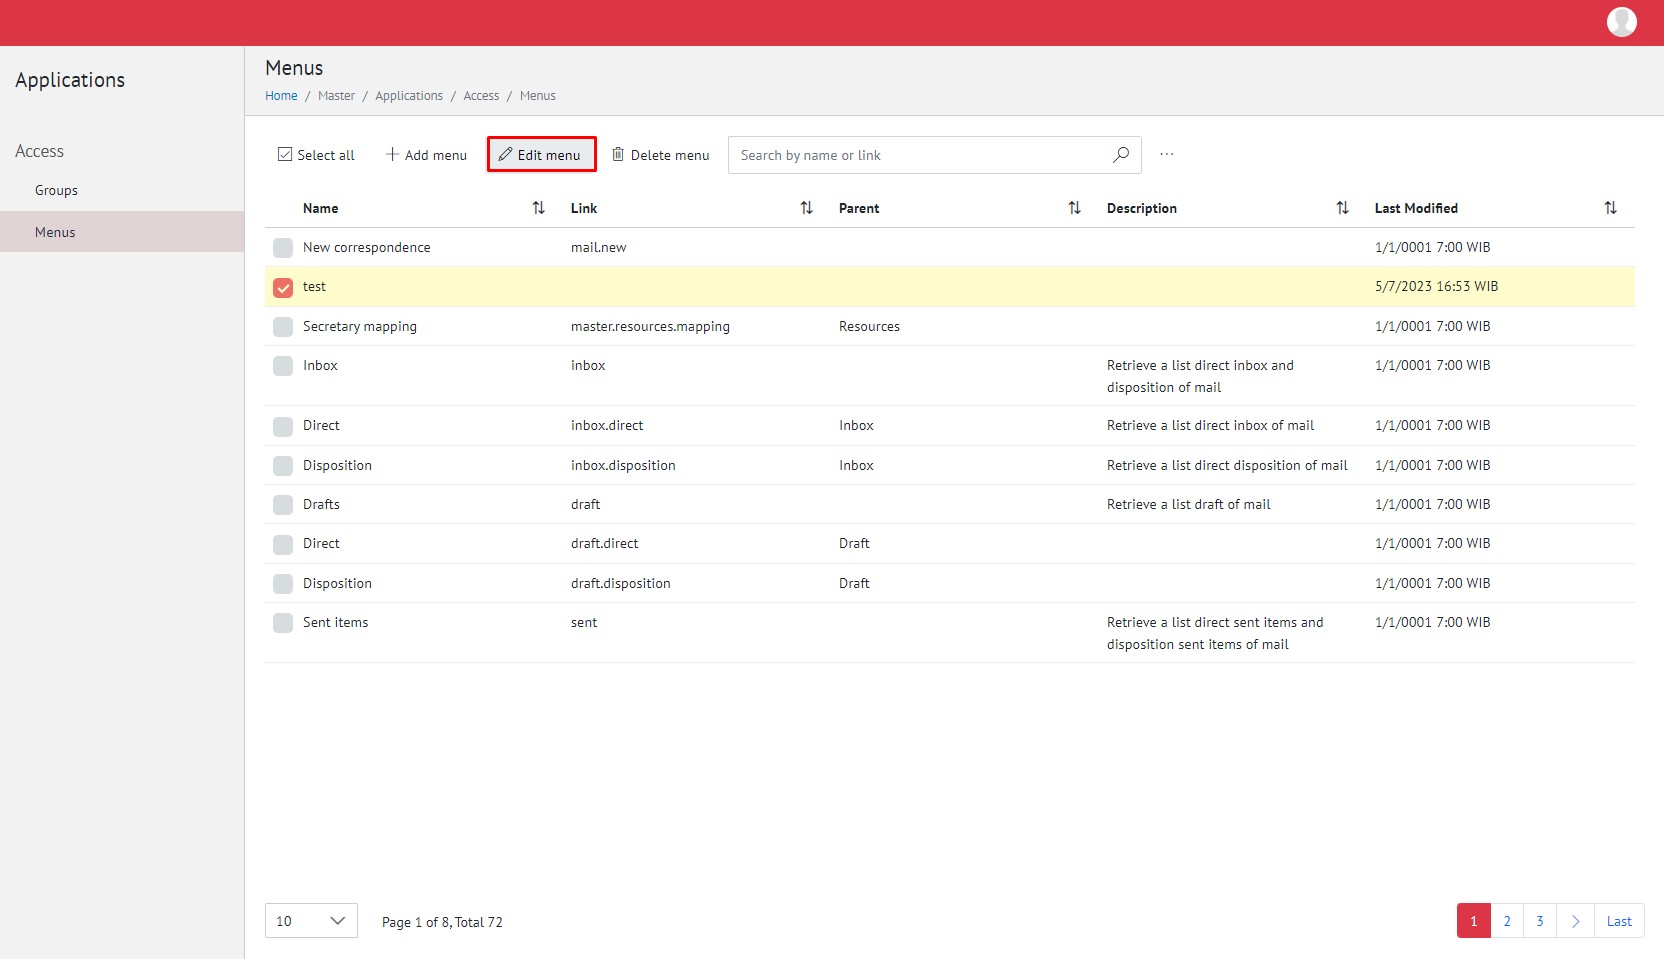 Applications
Access
Groups
Menus
Menus
Home / Master / Applications / Access / Menus
Select all Add menu Edit menu Delete menu Search by name or link ...
Name Link Parent Description Last Modified
New correspondence mail.new 1/1/0001 7:00 WIB
test 5/7/2023 16:53 WIB
Secretary mapping master.resources.mapping Resources 1/1/0001 7:00 WIB
Inbox inbox Retrieve a list direct inbox and 1/1/0001 7:00 WIB
disposition of mail
Direct inbox.direct Inbox Retrieve a list direct inbox of mail 1/1/0001 7:00 WIB
Disposition inbox.disposition Inbox Retrieve a list direct disposition of mail 1/1/0001 7:00 WIB
Drafts draft Retrieve a list draft of mail 1/1/0001 7:00 WIB
Direct draft.direct Draft 1/1/0001 7:00 WIB
Disposition draft.disposition Draft 1/1/0001 7:00 WIB
Sent items sent Retrieve a list direct sent items and 1/1/0001 7:00 WIB
disposition sent items of mail
10 Page 1 of 8, Total 72 1 2 3 > Last